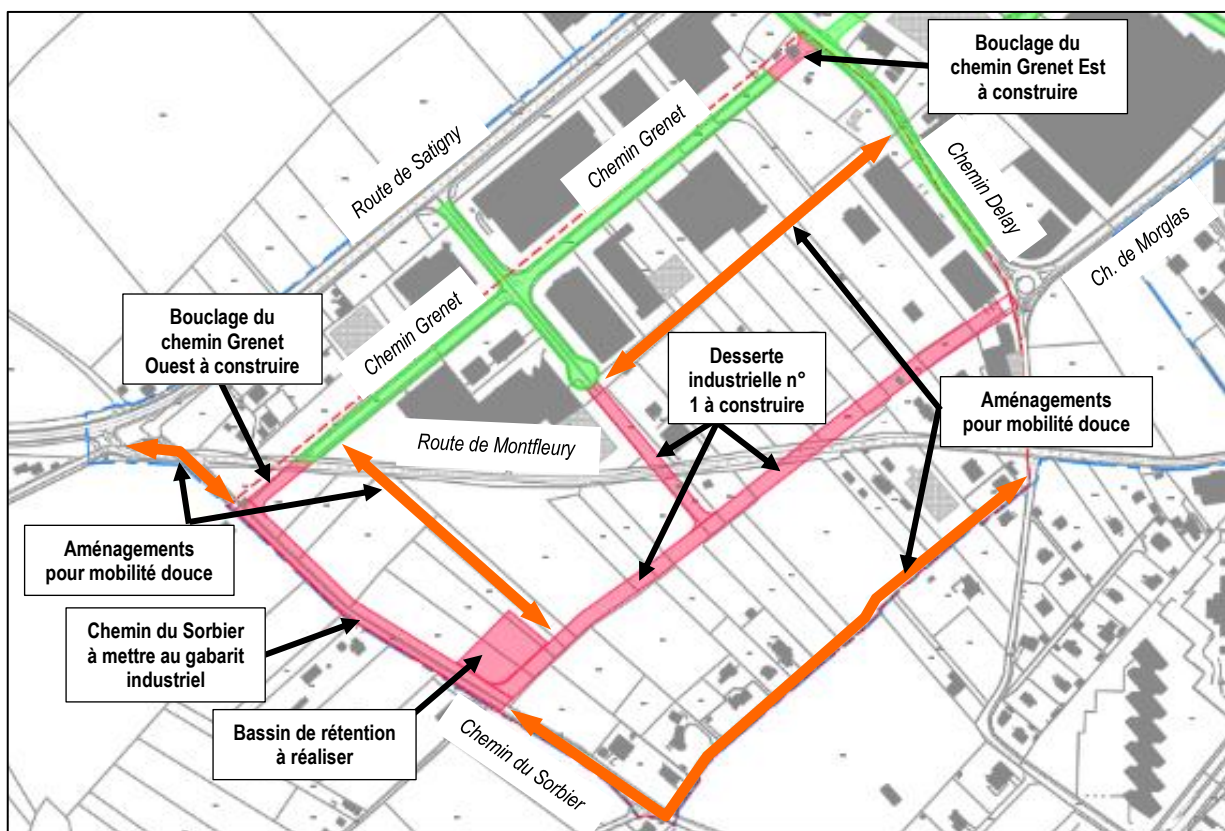 Bouclage du
chemin Grenet Est
à construire
Route de Satigny
Chemin Grenet
Chemin Delay
Ch. de Morglas
Bouclage du
chemin Grenet
Ouest à construire
Chemin Grenet
Desserte
industrielle n°
1 à construire
Aménagements
pour mobilité douce
Route de Montfleury
Aménagements
pour mobilité douce
Chemin du Sorbier
à mettre au gabarit
industriel
Bassin de rétention
à réaliser
Chemin du Sorbier